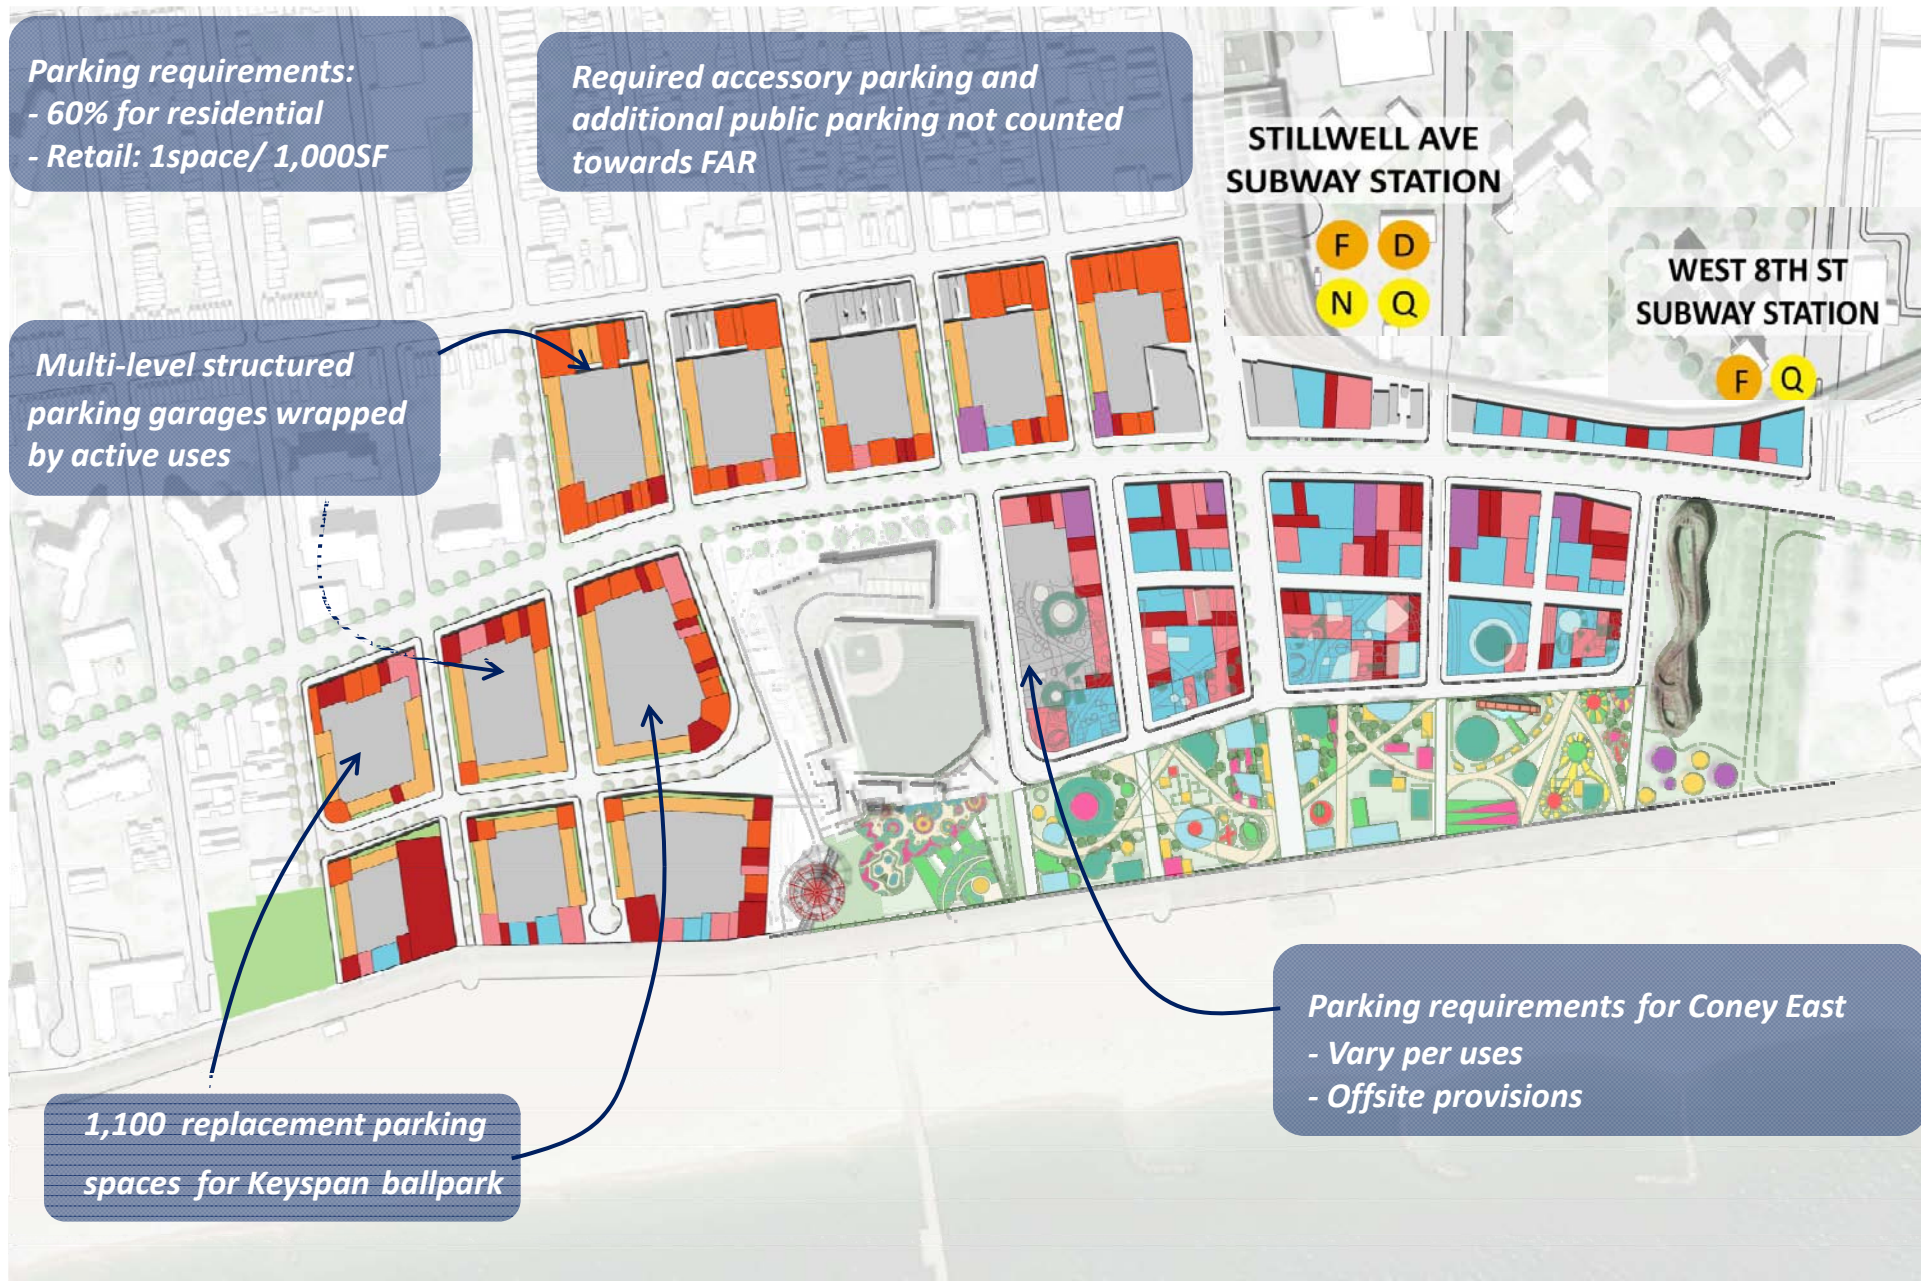 Parking requirements:
- 60% for residential
- Retail: 1space/ 1,000SF
Required accessory parking and
additional public parking not counted
towards FAR
STILLWELL AVE
SUBWAY STATION
F D
N Q
WEST 8TH ST
SUBWAY STATION
F Q
Multi-level structured
parking garages wrapped
by active uses
Parking requirements for Coney East
- Vary per uses
- Offsite provisions
1,100 replacement parking
spaces for Keyspan ballpark